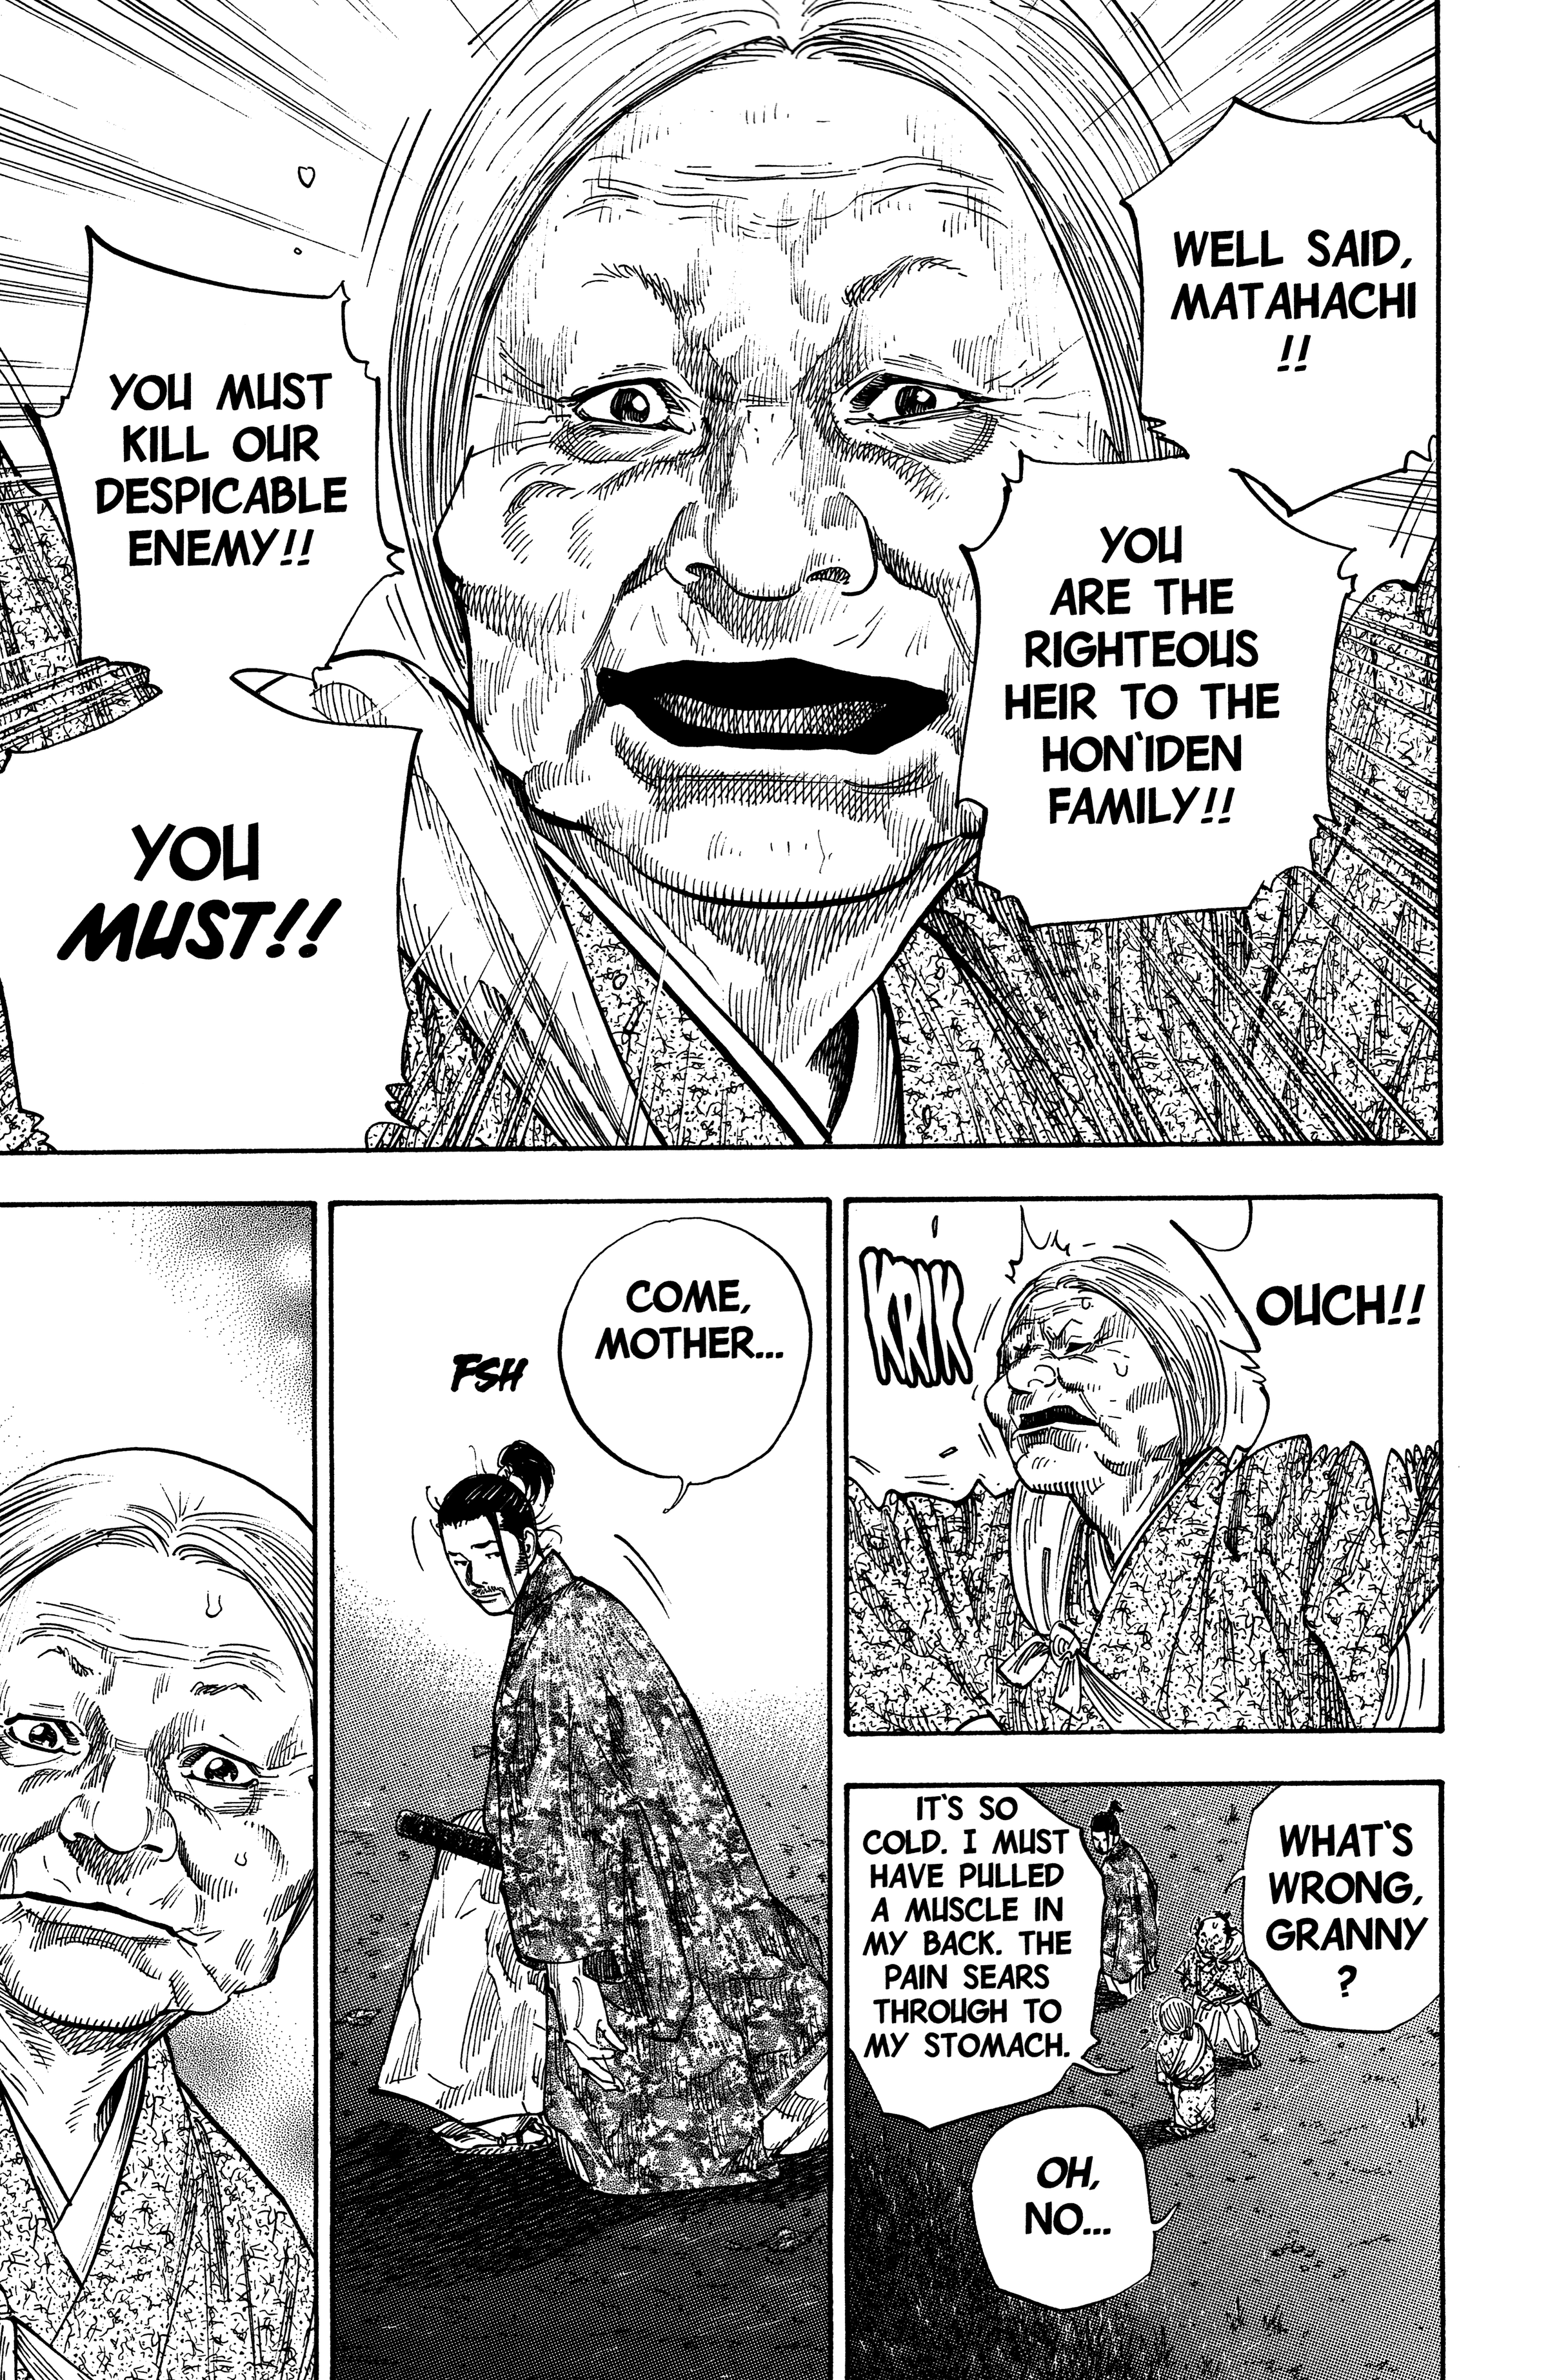 WELL SAID,
MATAHACHI
!!
YOU
ARE THE
RIGHTEOUS
HEIR TO THE
HON'IDEN
FAMILY!!
YOU MUST
KILL OUR
DESPICABLE
ENEMY!!
YOU
MUST!!
OUCH!!
KRIK
WHAT'S
WRONG,
GRANNY
?
IT'S SO
COLD. I MUST
HAVE PULLED
A MUSCLE IN
MY BACK. THE
PAIN SEARS
THROUGH TO
MY STOMACH.
OH,
NO...
COME,
MOTHER...
FSH